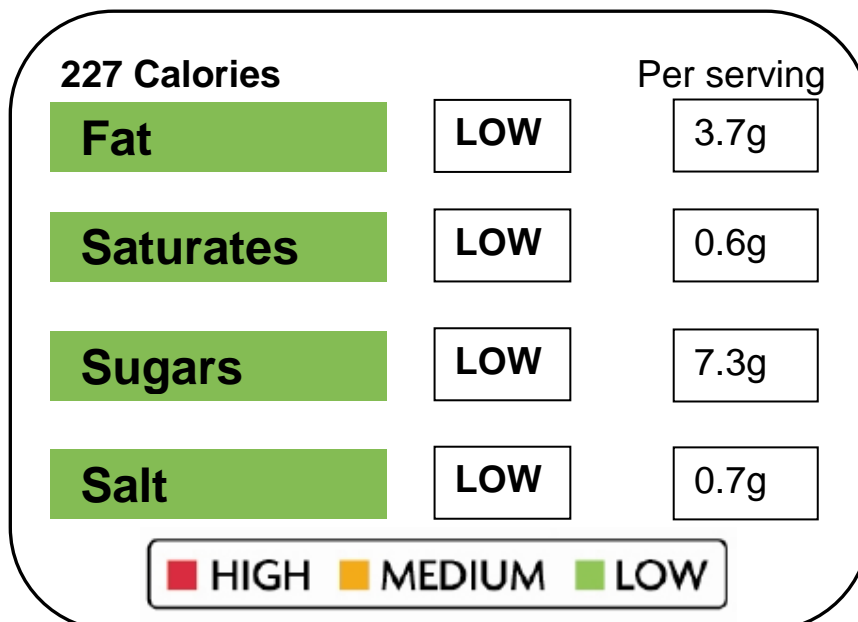 227 Calories Per serving
Fat LOW 3.7g
Saturates LOW 0.6g
Sugars LOW 7.3g
Salt LOW 0.7g
HIGH MEDIUM LOW